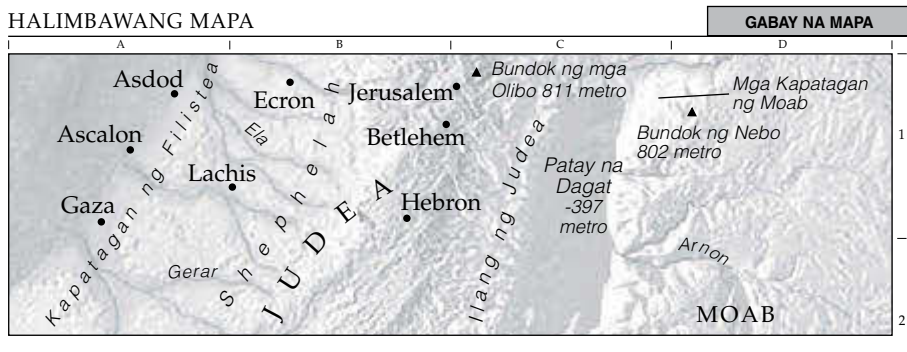 HALIMBAWANG MAPA
GABAY NA MAPA
A
B
C
D
Asdod
Ecron
Jerusalem
Bundok ng mga
Olibo 811 metro
Mga Kapatagan
ng Moab
Ascalon
Ela
Betlehem
Bundok ng Nebo
802 metro
1
Lachis
Patay na
Dagat
-397
metro
Gaza
Hebron
Kapatagan ng Filistea
Shephelah
JUDEA
Ilang ng Judea
Gerar
Arnon
MOAB
2